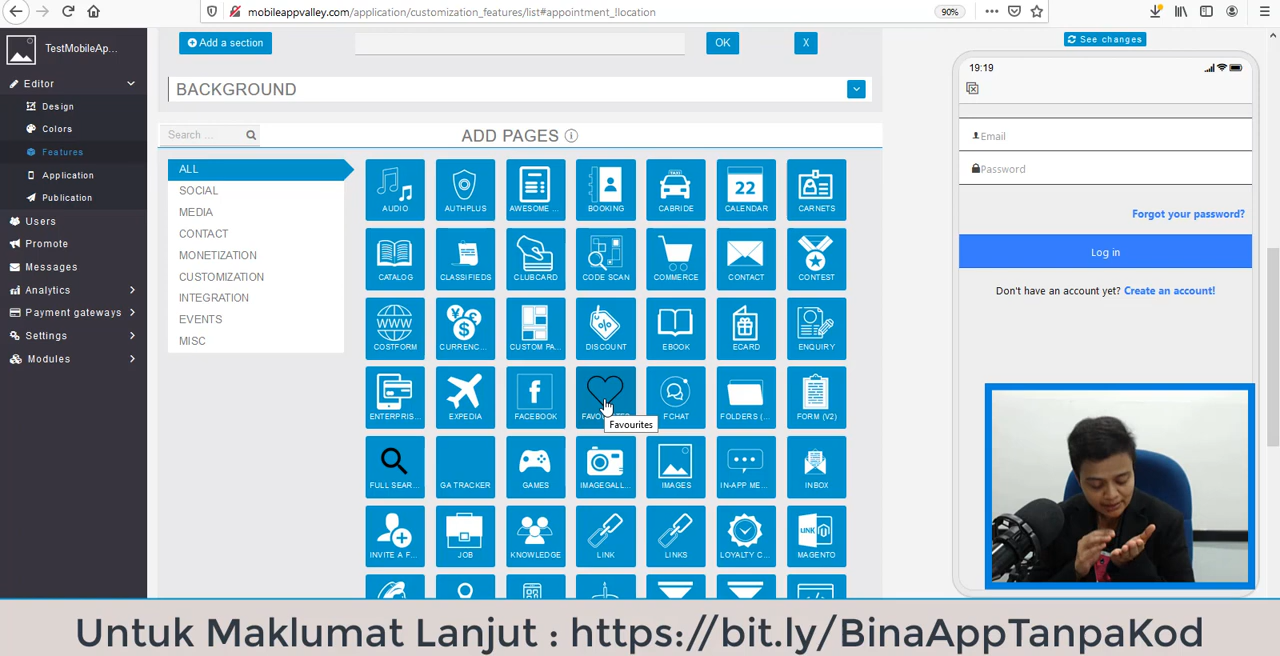 mobileappvalley.com/application/customization_features/list#appointment_llocation
90%
TestMobileAp...
Editor
Design
Colors
Features
Application
Publication
Users
Promote
Messages
Analytics
Payment gateways
Settings
Modules
Add a section
OK
X
BACKGROUND
Search ...
ADD PAGES
ALL
SOCIAL
MEDIA
CONTACT
MONETIZATION
CUSTOMIZATION
INTEGRATION
EVENTS
MISC
AUDIO AUTHPLUS AWESOME ... BOOKING CABRIDE CALENDAR CARNETS
TAXI
22
CATALOG CLASSIFIEDS CLUBCARD CODE SCAN COMMERCE CONTACT CONTEST
WWW
COSTFORM CURRENC... CUSTOM PA... DISCOUNT EBOOK ECARD ENQUIRY
ENTERPRIS... EXPEDIA FACEBOOK FCHAT FOLDERS (... FORM (V2)
Favourites
FULL SEAR... GA TRACKER GAMES IMAGEGALL... IMAGES IN-APP ME... INBOX
LINK
INVITE A F... JOB KNOWLEDGE LINK LINKS LOYALTY C... MAGENTO
See changes
19:19
Email
Password
Forgot your password?
Log in
Don't have an account yet? Create an account!
Untuk Maklumat Lanjut : https://bit.ly/BinaAppTanpaKod